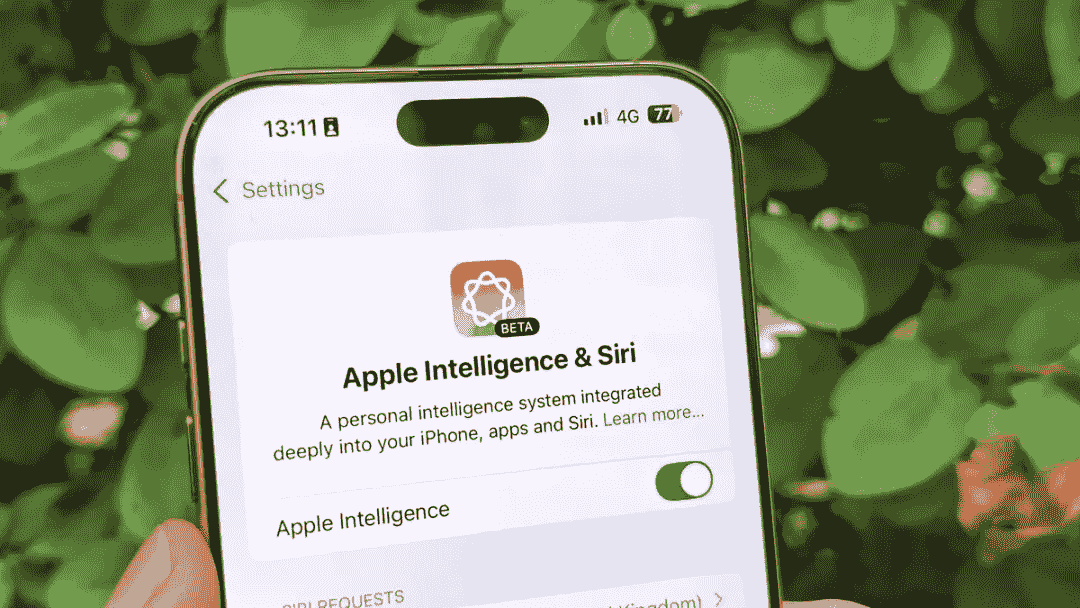 13:11 4G 77
Settings
BETA
Apple Intelligence & Siri
A personal intelligence system integrated
deeply into your iPhone, apps and Siri. Learn more...
Apple Intelligence
SIRI REQUESTS
Kingdom)